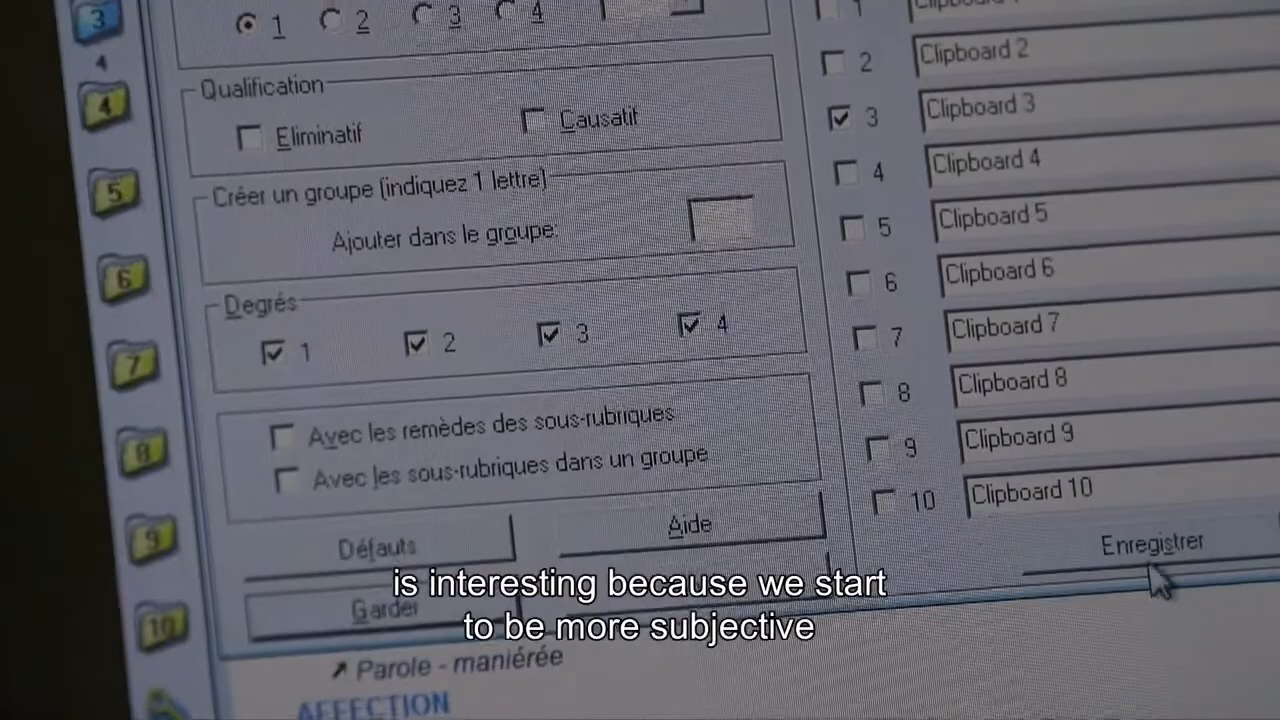 3
4
4
5
6
7
8
9
10
1 2 3 4
Qualification
Eliminatif Causatif
Créer un groupe (indiquez 1 lettre)
Ajouter dans le groupe:
Degrés
1 2 3 4
Avec les remèdes des sous-rubriques
Avec les sous-rubriques dans un groupe
Défauts
Aide
Garder
1
2 Clipboard 2
3 Clipboard 3
4 Clipboard 4
5 Clipboard 5
6 Clipboard 6
7 Clipboard 7
8 Clipboard 8
9 Clipboard 9
10 Clipboard 10
Enregistrer
is interesting because we start
to be more subjective
Parole - maniérée
AFFECTION